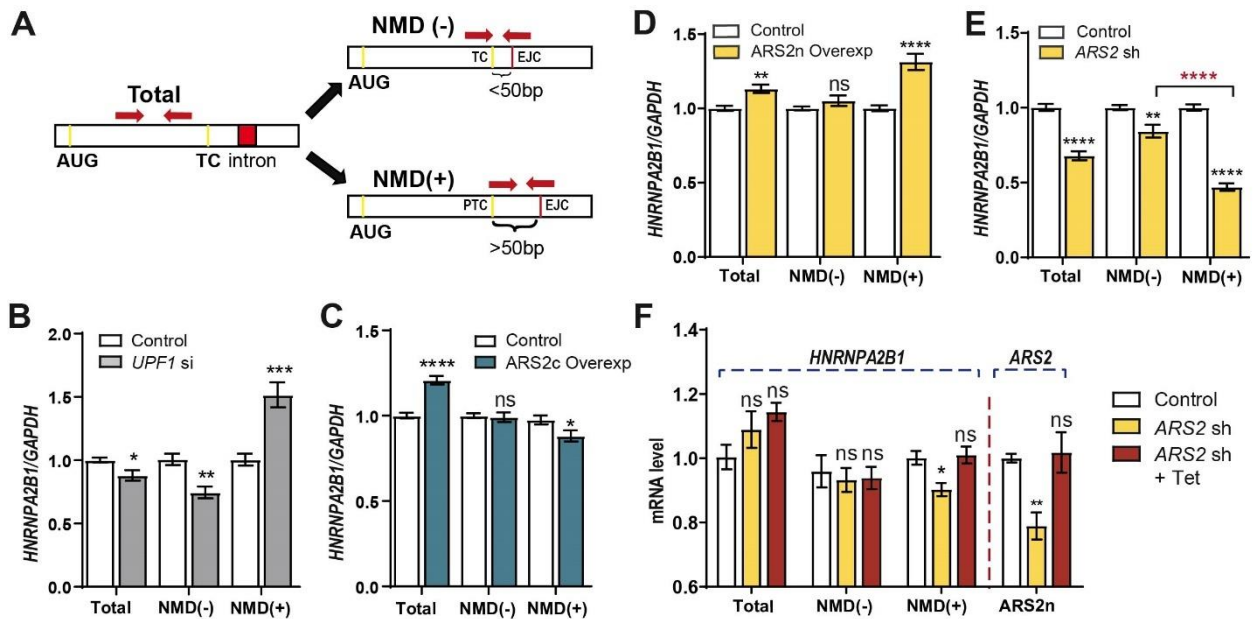 A
NMD (-)
TC
EJC
AUG
<50bp
Total
AUG
TC intron
NMD(+)
PTC
EJC
AUG
>50bp
B
Control
UPF1 si
HNRNPA2B1/GAPDH
2.0
1.5
1.0
0.5
0.0
*
**
***
Total
NMD(-)
NMD(+)
C
Control
ARS2c Overexp
HNRNPA2B1/GAPDH
1.5
1.0
0.5
0.0
****
ns
*
Total
NMD(-)
NMD(+)
D
Control
ARS2n Overexp
HNRNPA2B1/GAPDH
1.5
1.0
0.5
0.0
**
ns
****
Total
NMD(-)
NMD(+)
E
Control
ARS2 sh
HNRNPA2B1/GAPDH
1.5
1.0
0.5
0.0
****
****
**
****
Total
NMD(-)
NMD(+)
F
HNRNPA2B1
ARS2
mRNA level
1.4
1.2
1.0
0.8
0.6
ns
ns
ns
ns
*
ns
**
ns
Total
NMD(-)
NMD(+)
ARS2n
Control
ARS2 sh
ARS2 sh
+ Tet